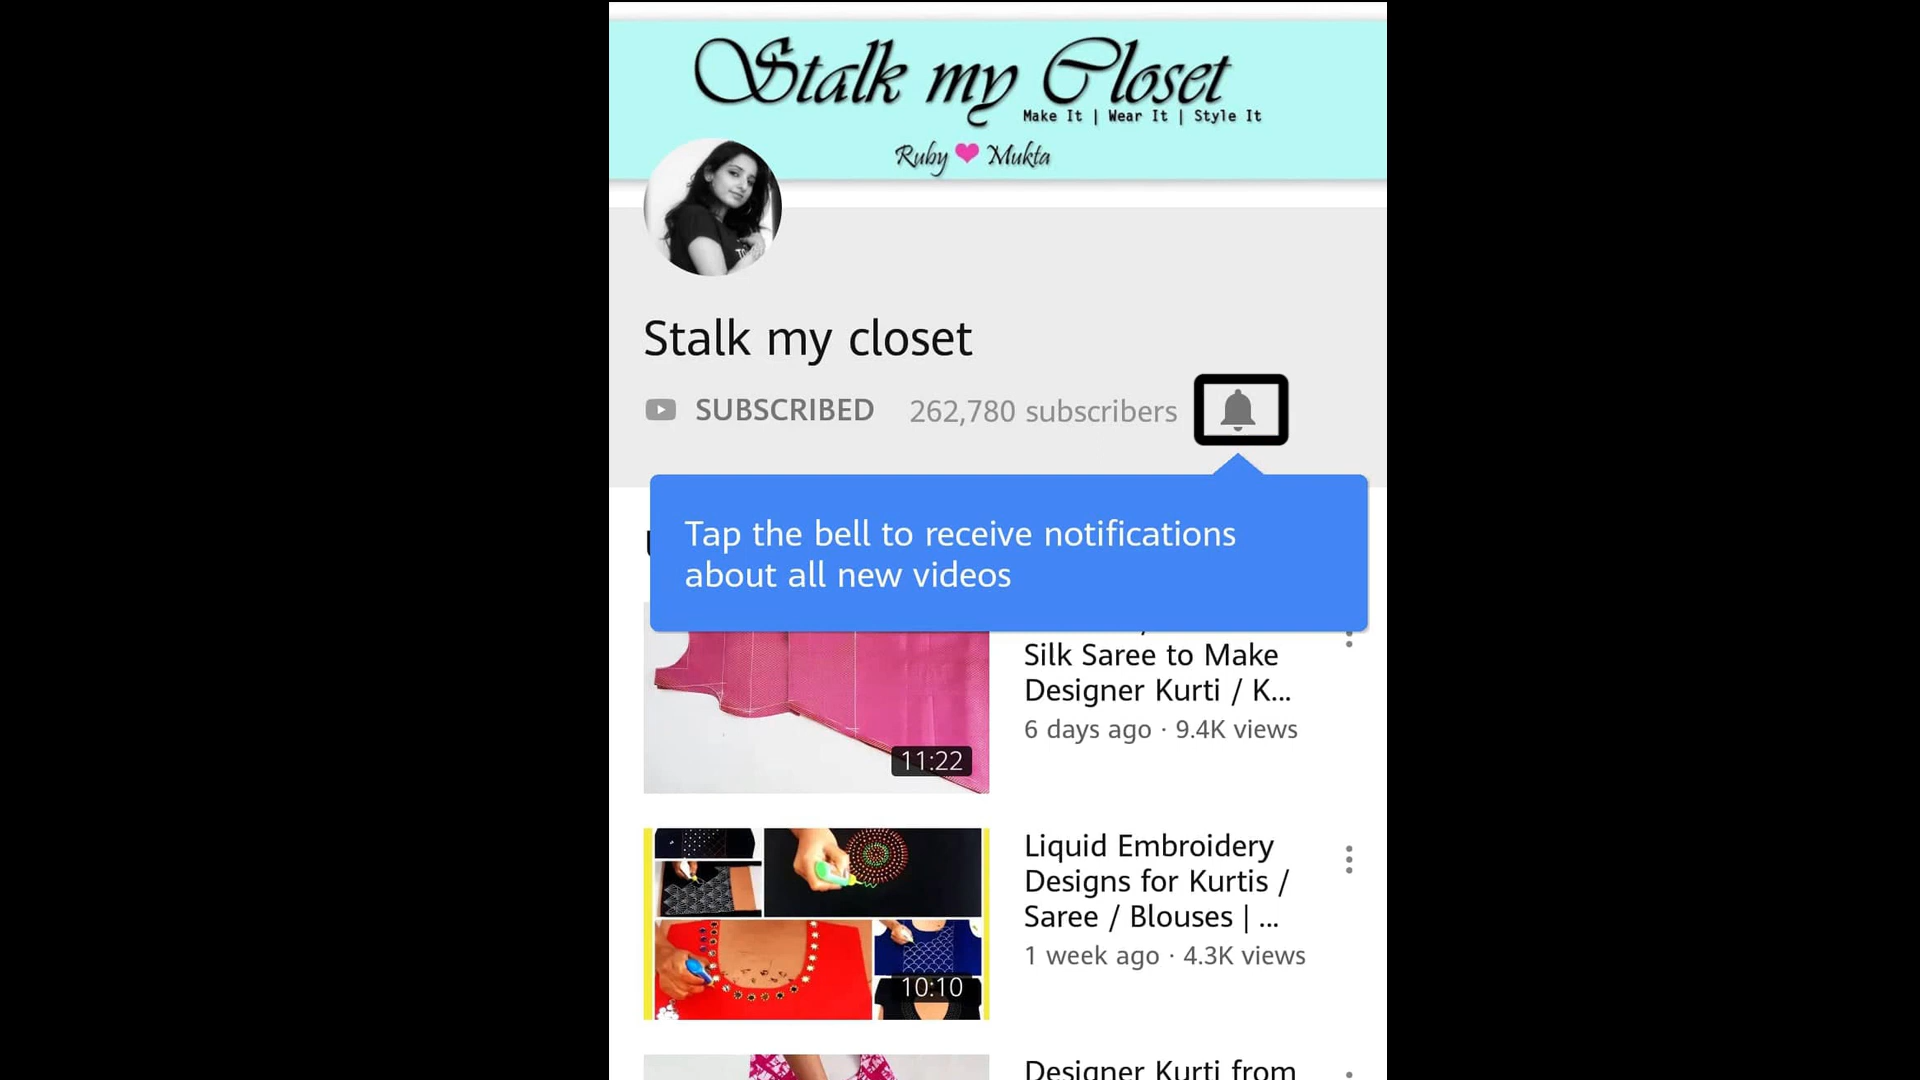 Stalk my Closet
Make It | Wear It | Style It
Ruby ❤ Mukta
Stalk my closet
SUBSCRIBED 262,780 subscribers
Tap the bell to receive notifications
about all new videos
Silk Saree to Make
Designer Kurti / K...
6 days ago · 9.4K views
11:22
Liquid Embroidery
Designs for Kurtis /
Saree / Blouses | ...
1 week ago · 4.3K views
10:10
Designer Kurti from